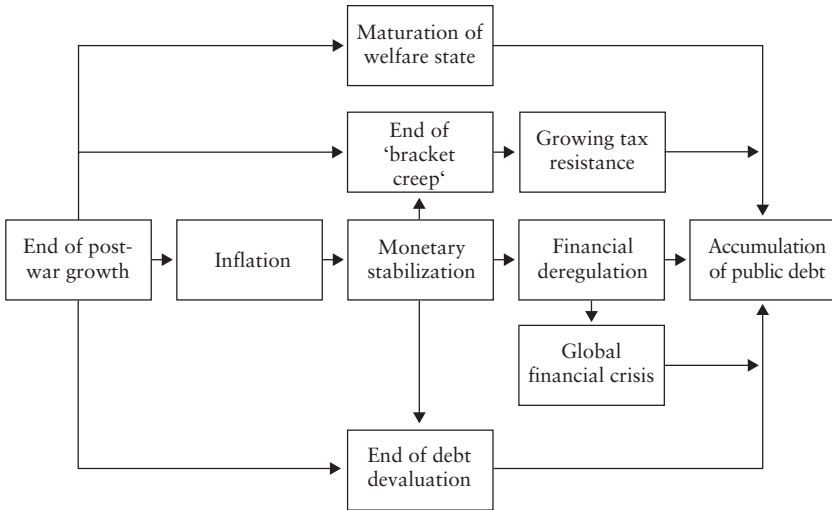 Maturation of
welfare state
End of
‘bracket
creep‘
Growing tax
resistance
End of post-
war growth
Inflation
Monetary
stabilization
Financial
deregulation
Accumulation
of public debt
Global
financial crisis
End of debt
devaluation